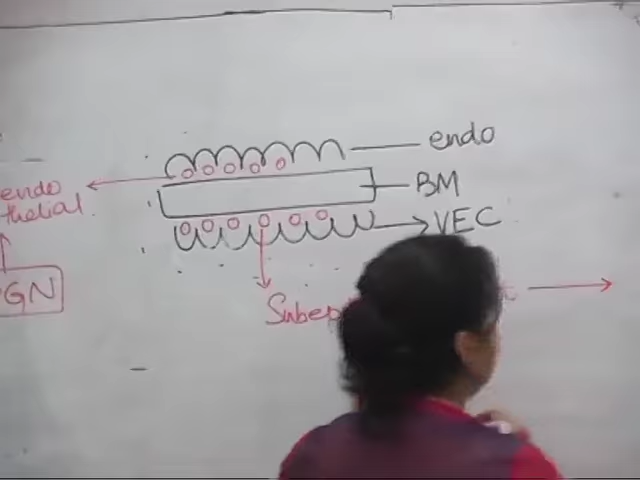 endo
BM
VEC
endo
thelial
GN
Subep